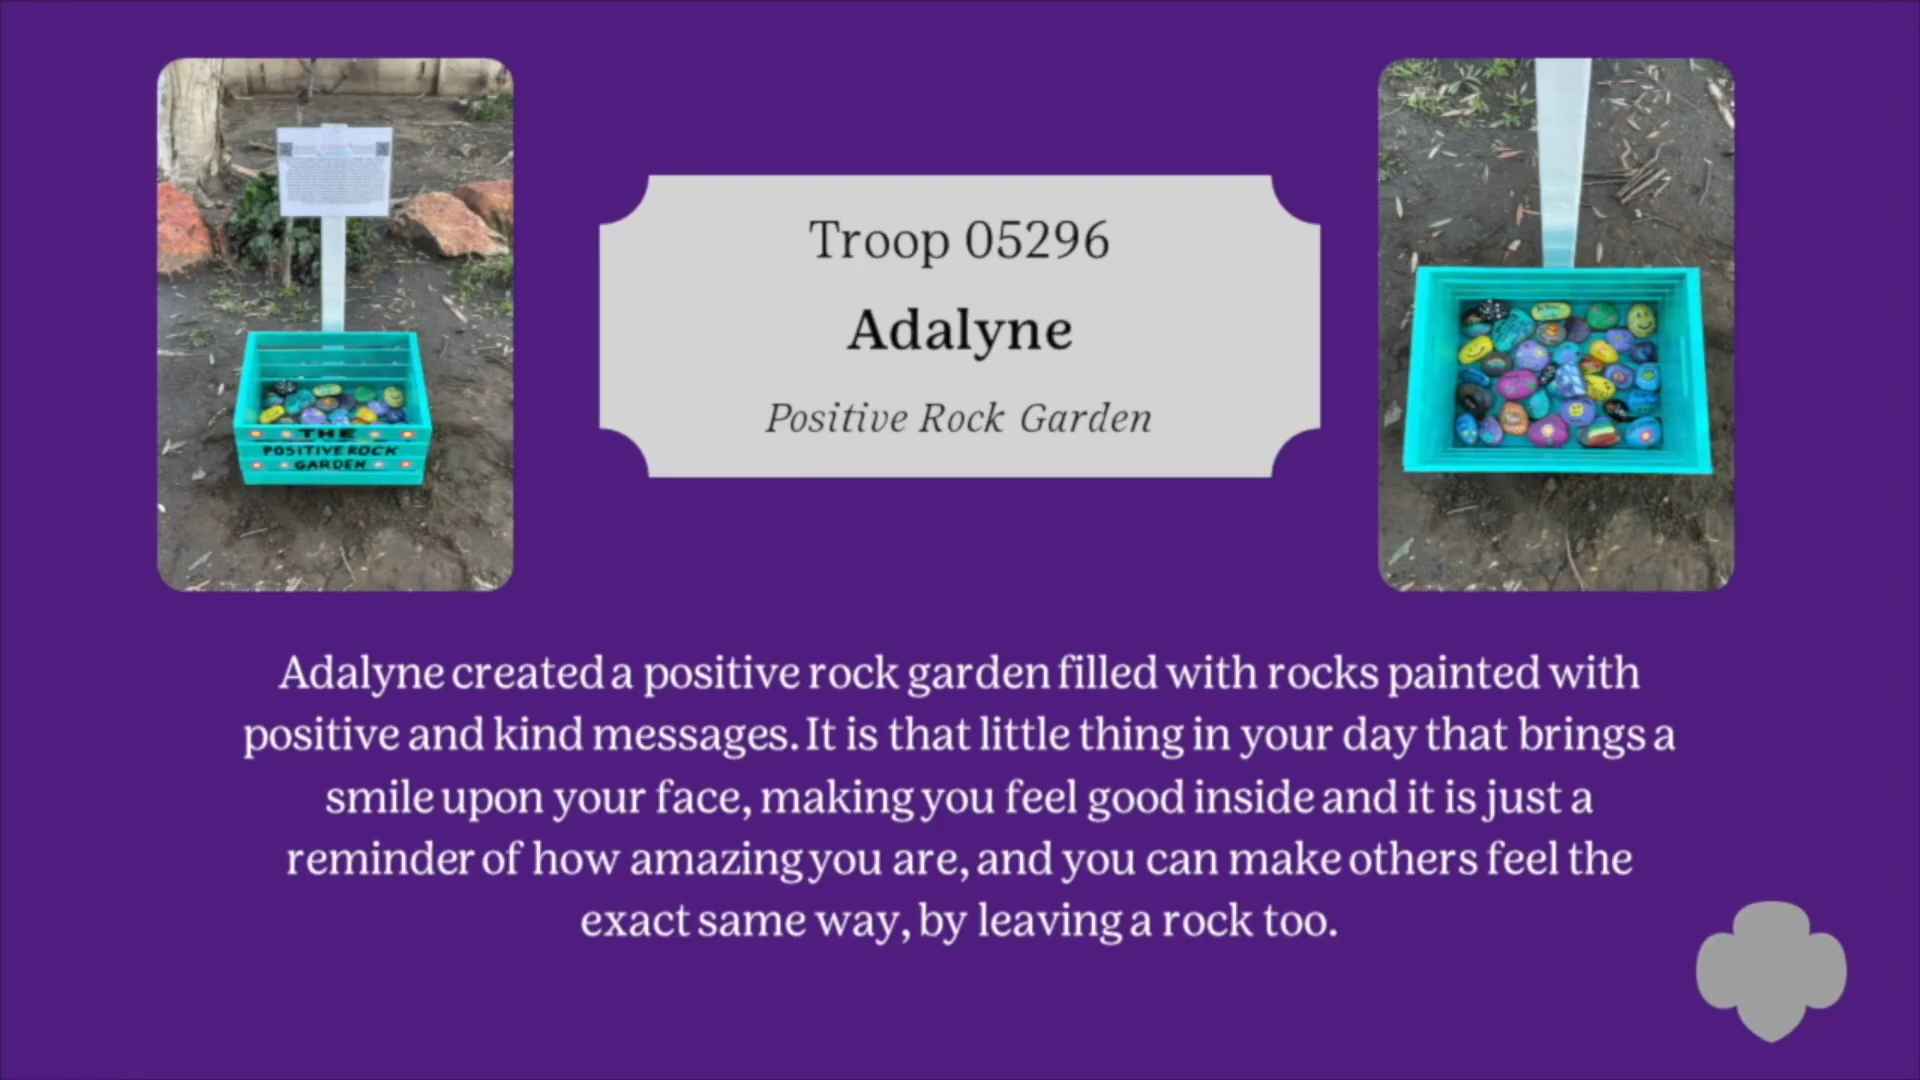 Troop 05296
Adalyne
Positive Rock Garden
THE
POSITIVE ROCK
GARDEN
Adalyne created a positive rock garden filled with rocks painted with
positive and kind messages. It is that little thing in your day that brings a
smile upon your face, making you feel good inside and it is just a
reminder of how amazing you are, and you can make others feel the
exact same way, by leaving a rock too.